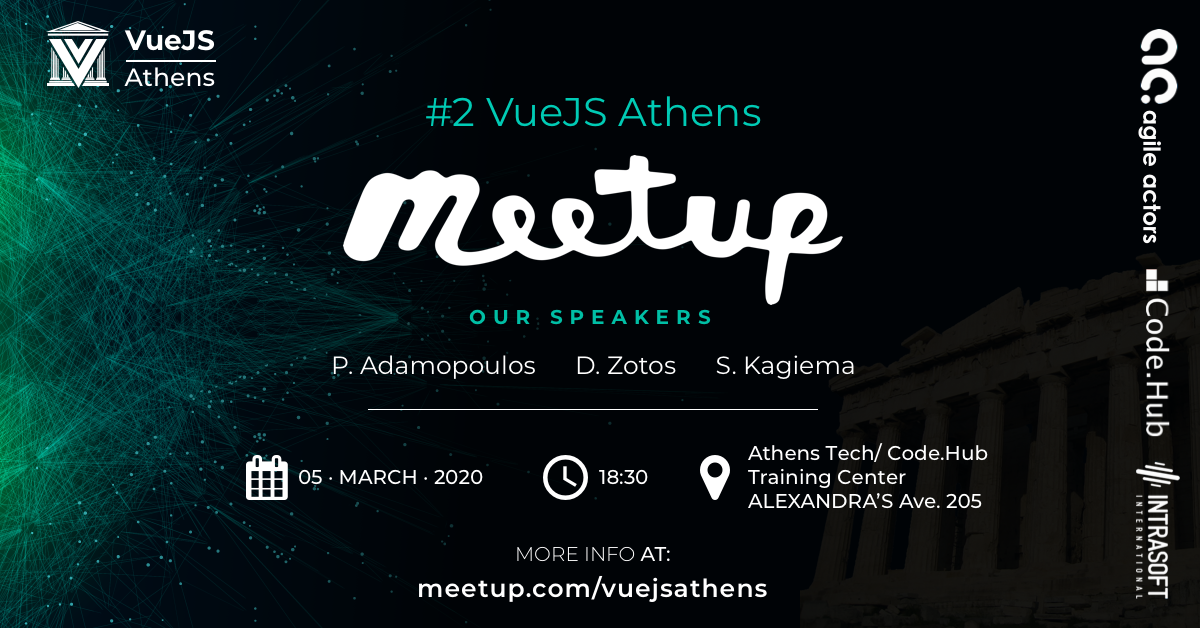 VueJS
Athens
#2 VueJS Athens
meetup
OUR SPEAKERS
P. Adamopoulos D. Zotos S. Kagiema
05 · MARCH · 2020
18:30
Athens Tech/ Code.Hub
Training Center
ALEXANDRA’S Ave. 205
MORE INFO AT:
meetup.com/vuejsathens
agile actors
Code.Hub
INTRASOFT
INTERNATIONAL